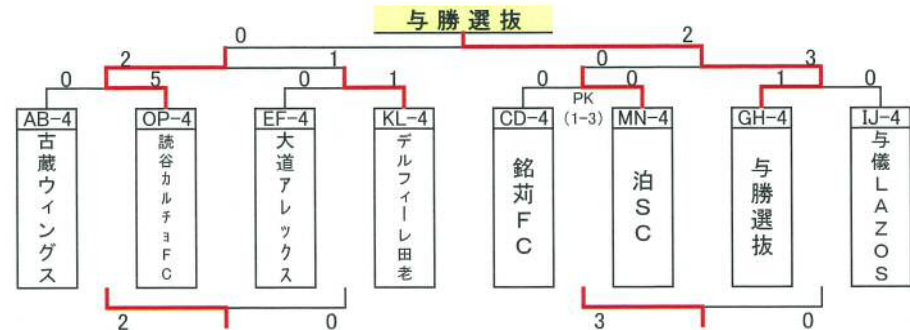 与勝選抜
0 2
2 1 0 3
0 5 0 1 0 0 1 0
PK
(1-3)
AB-4 OP-4 EF-4 KL-4 CD-4 MN-4 GH-4 IJ-4
古蔵ウィングス
読谷カルチョFC
大道アレックス
デルフィーレ田老
銘苅FC
泊SC
与勝選抜
与儀LAZOS
2 0 3 0